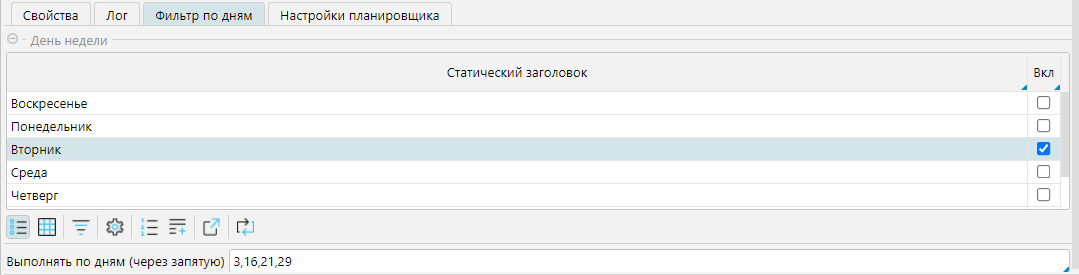 Свойства Лог Фильтр по дням Настройки планировщика
День недели
Статический заголовок Вкл
Воскресенье
Понедельник
Вторник
Среда
Четверг
Выполнять по дням (через запятую) 3,16,21,29